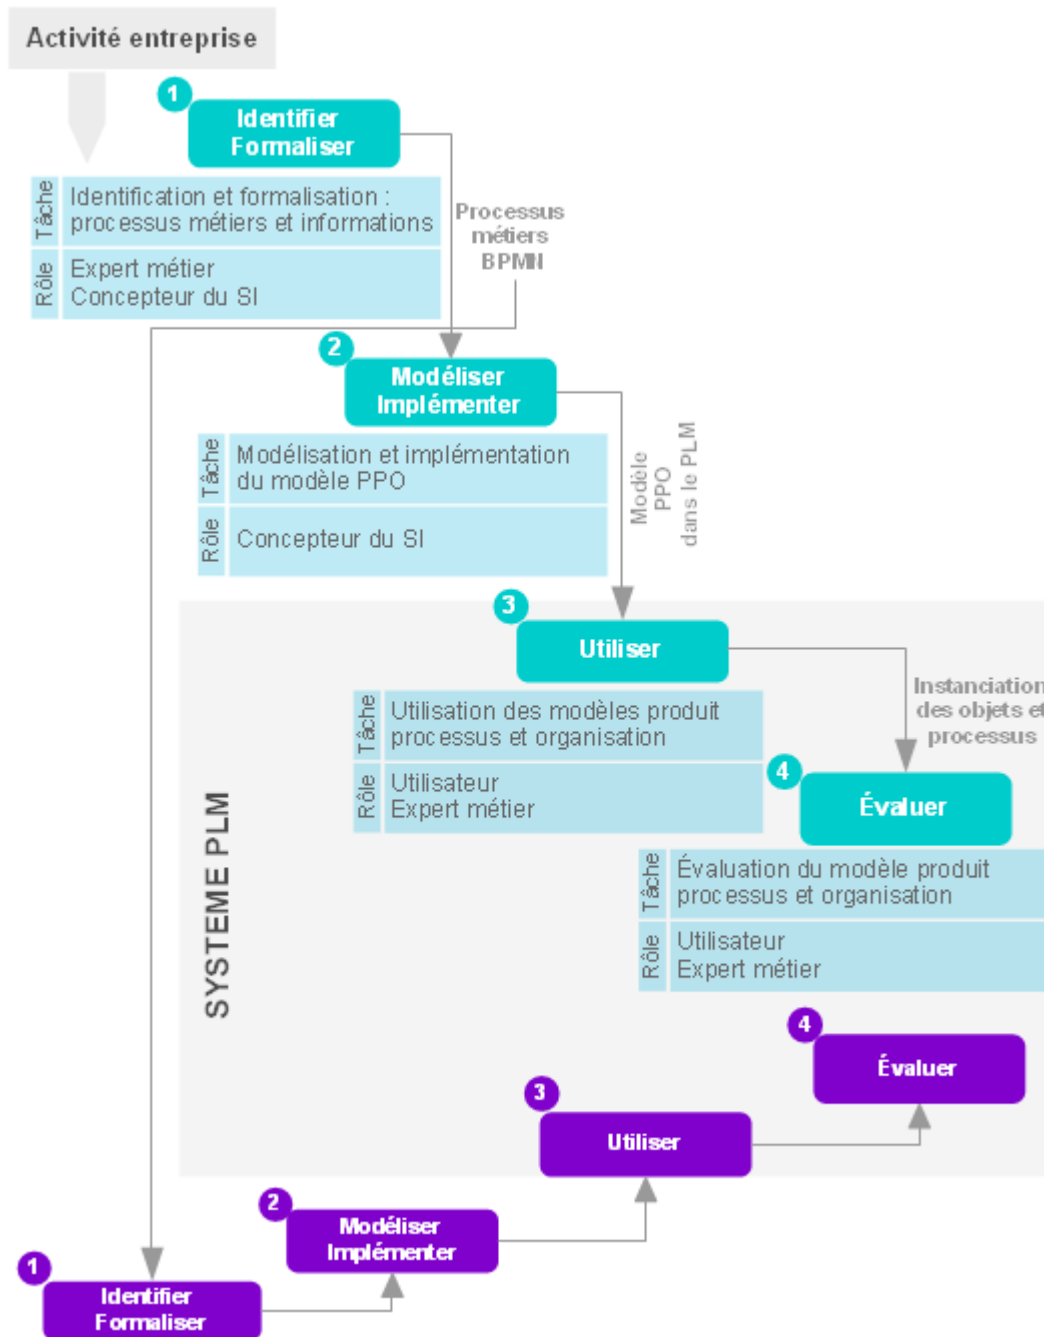 Activité entreprise
1
Identifier
Formaliser
Tâche
Identification et formalisation :
processus métiers et informations
Rôle
Expert métier
Concepteur du SI
Processus
métiers
BPMN
2
Modéliser
Implémenter
Tâche
Modélisation et implémentation
du modèle PPO
Rôle
Concepteur du SI
Modèle
PPO
dans le PLM
3
Utiliser
Tâche
Utilisation des modèles produit
processus et organisation
Rôle
Utilisateur
Expert métier
Instanciation
des objets et
processus
4
Évaluer
Tâche
Évaluation du modèle produit
processus et organisation
Rôle
Utilisateur
Expert métier
SYSTEME PLM
4
Évaluer
3
Utiliser
2
Modéliser
Implémenter
1
Identifier
Formaliser